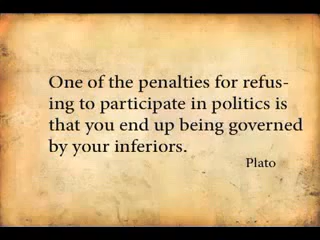 One of the penalties for refus-
ing to participate in politics is
that you end up being governed
by your inferiors.
Plato